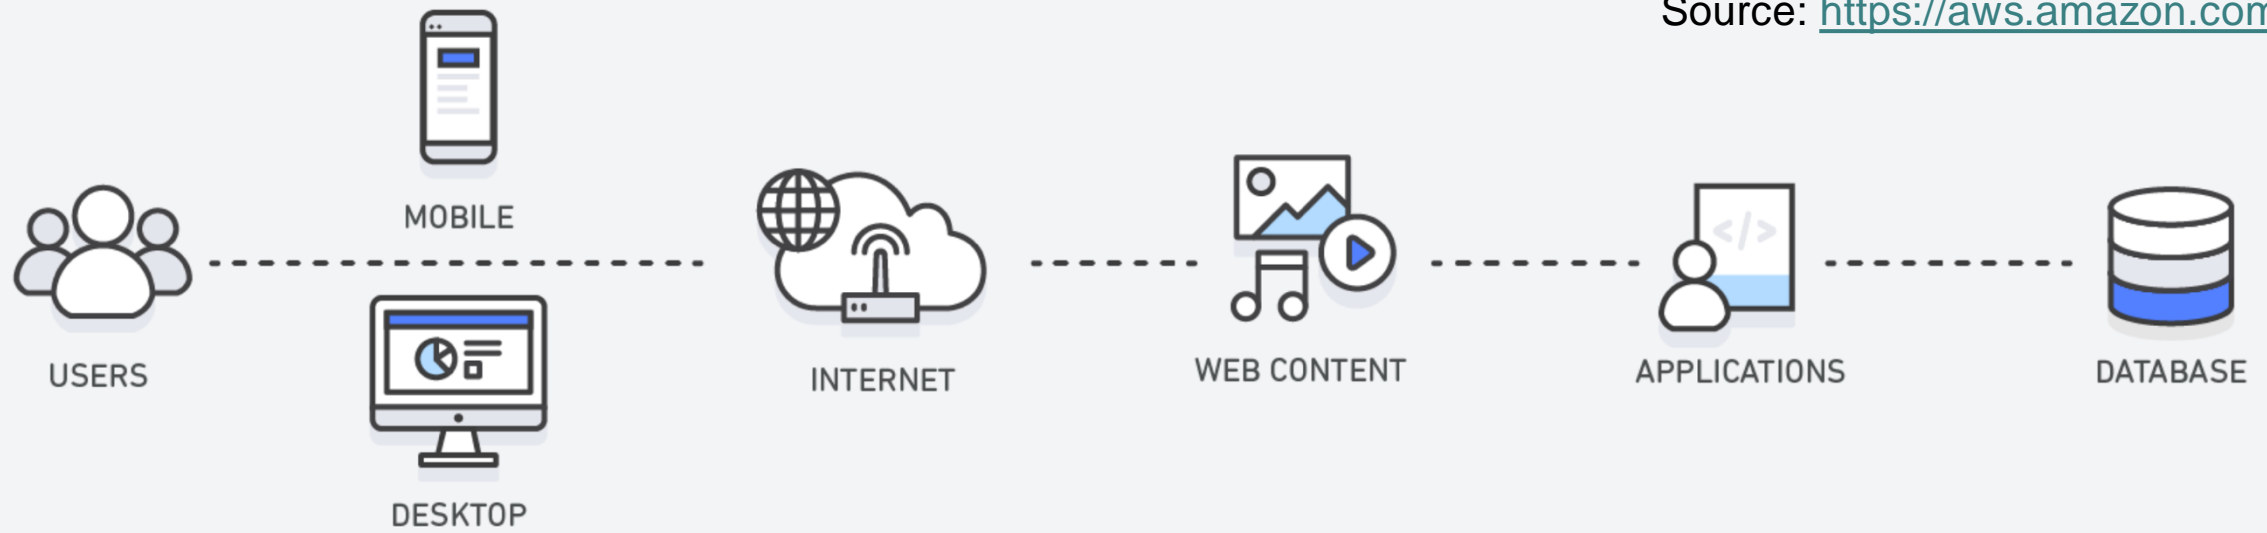 Source: https://aws.amazon.com
MOBILE
USERS
DESKTOP
INTERNET
WEB CONTENT
APPLICATIONS
</>
DATABASE